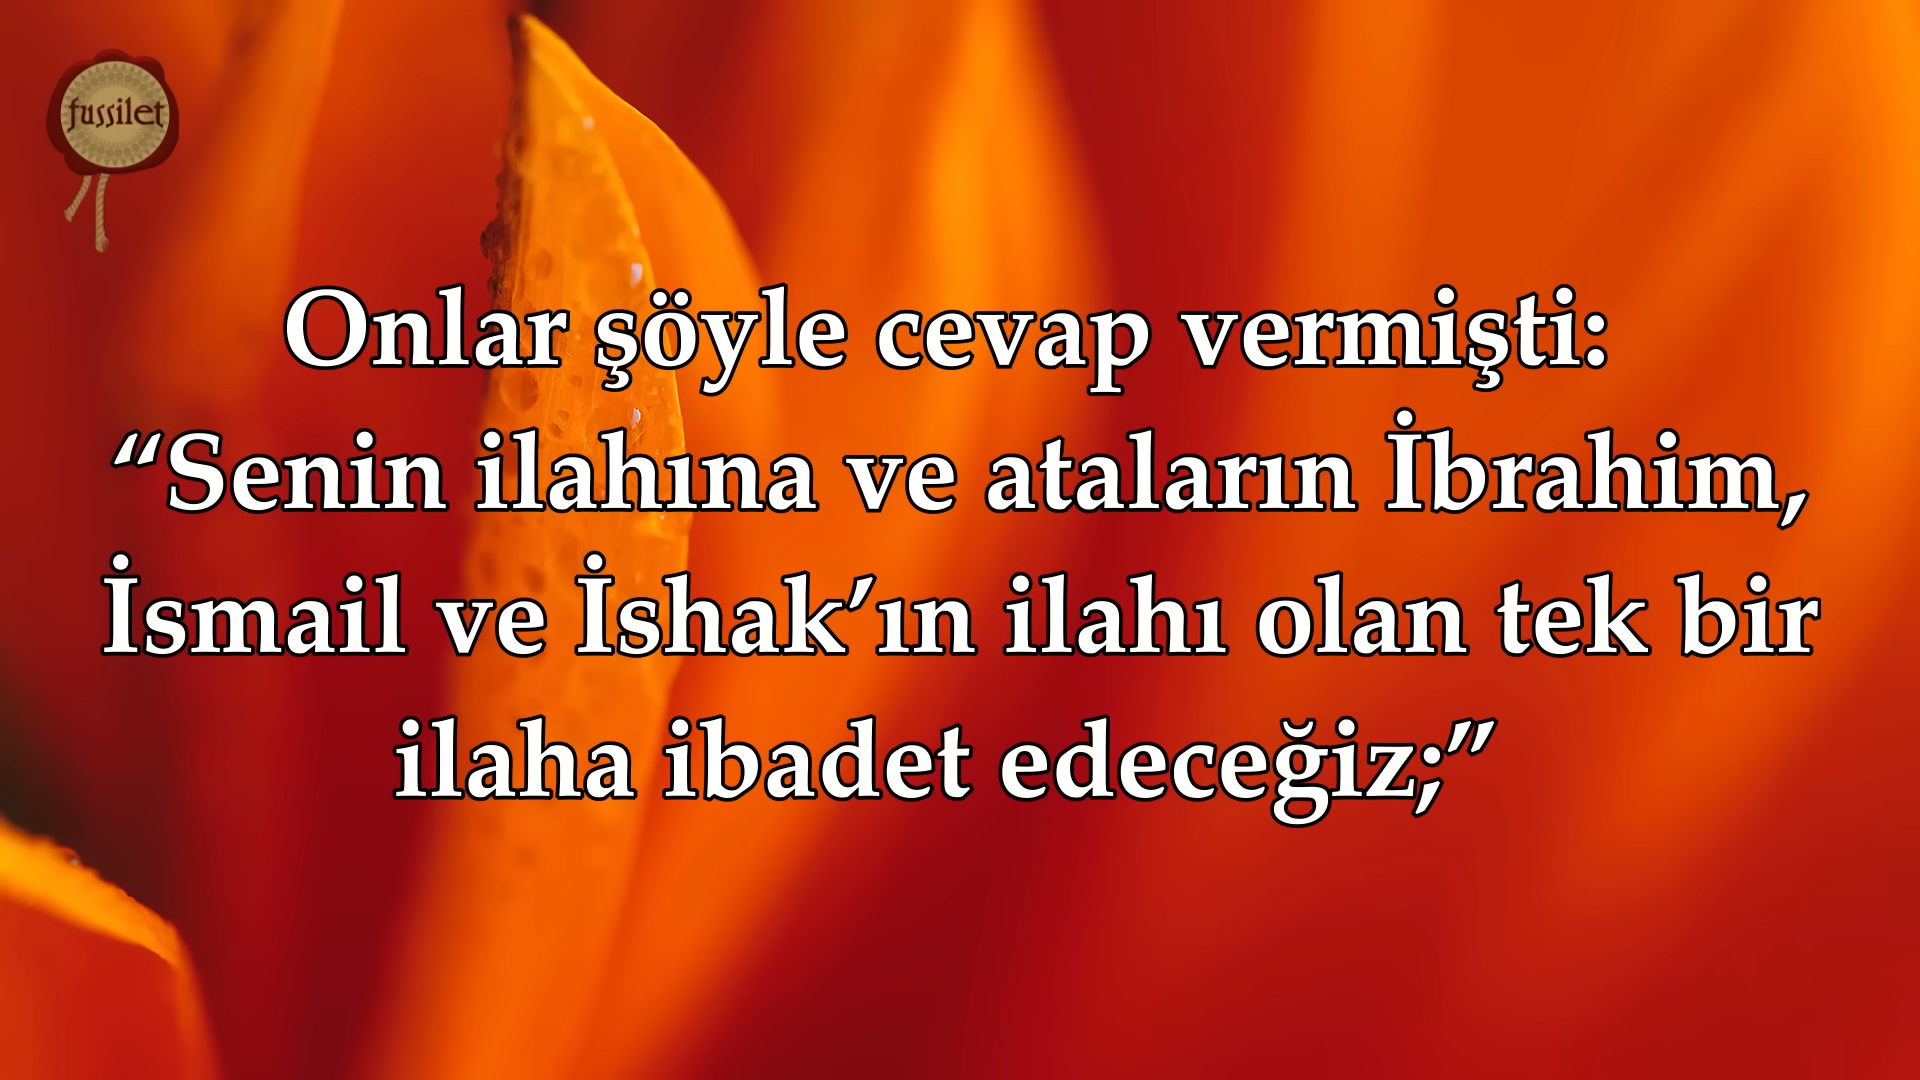 fussilet
Onlar şöyle cevap vermişti:
“Senin ilahına ve ataların İbrahim,
İsmail ve İshak’ın ilahı olan tek bir
ilaha ibadet edeceğiz;”